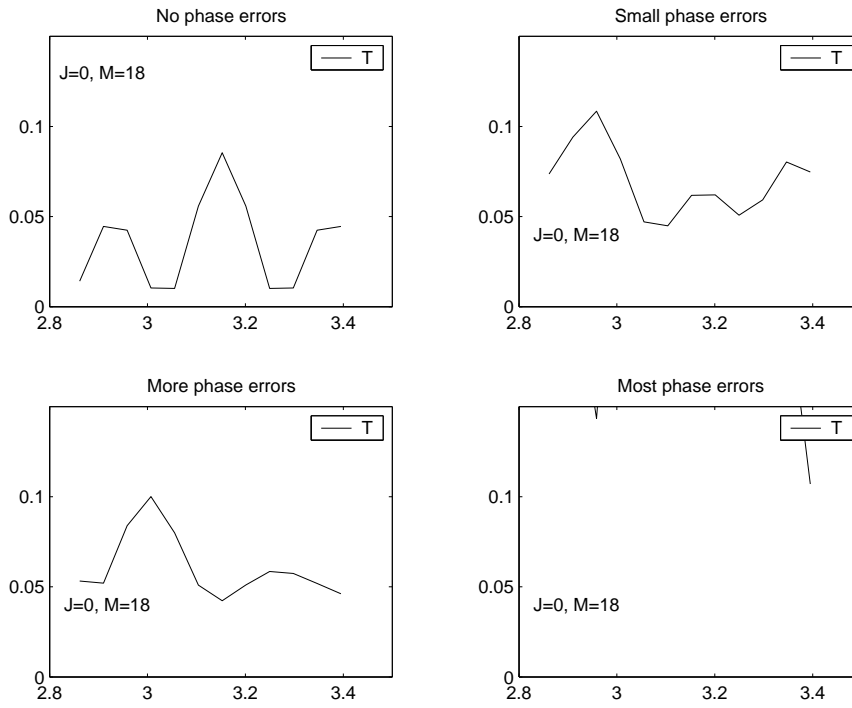 No phase errors
T
J=0, M=18
0.1
0.05
0
2.8 3 3.2 3.4
Small phase errors
T
0.1
0.05
J=0, M=18
0
2.8 3 3.2 3.4
More phase errors
T
0.1
0.05
J=0, M=18
0
2.8 3 3.2 3.4
Most phase errors
T
0.1
0.05
J=0, M=18
0
2.8 3 3.2 3.4